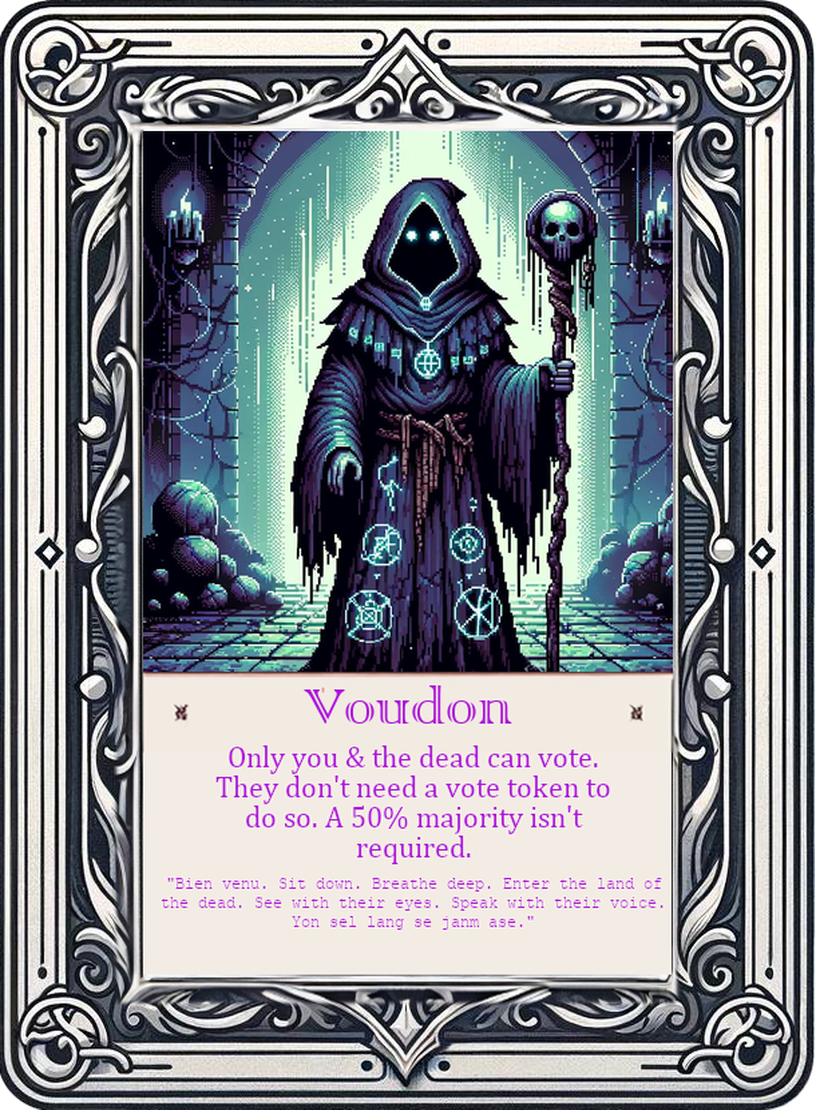 Voudon
Only you & the dead can vote.
They don't need a vote token to
do so. A 50% majority isn't
required.
"Bien venu. Sit down. Breathe deep. Enter the land of
the dead. See with their eyes. Speak with their voice.
Yon sel lang se janm ase."